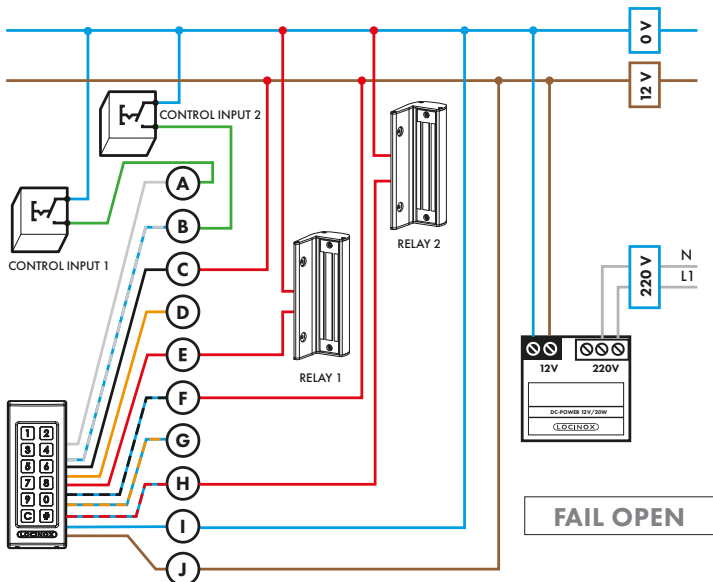 0 V
12 V
CONTROL INPUT 2
CONTROL INPUT 1
A
B
C
D
E
F
G
H
I
J
RELAY 2
RELAY 1
220 V
N
L1
12V
220V
DC-POWER 12V/20W
LOCINOX
1 2
3 4
5 6
7 8
9 0
C #
LOCINOX
FAIL OPEN